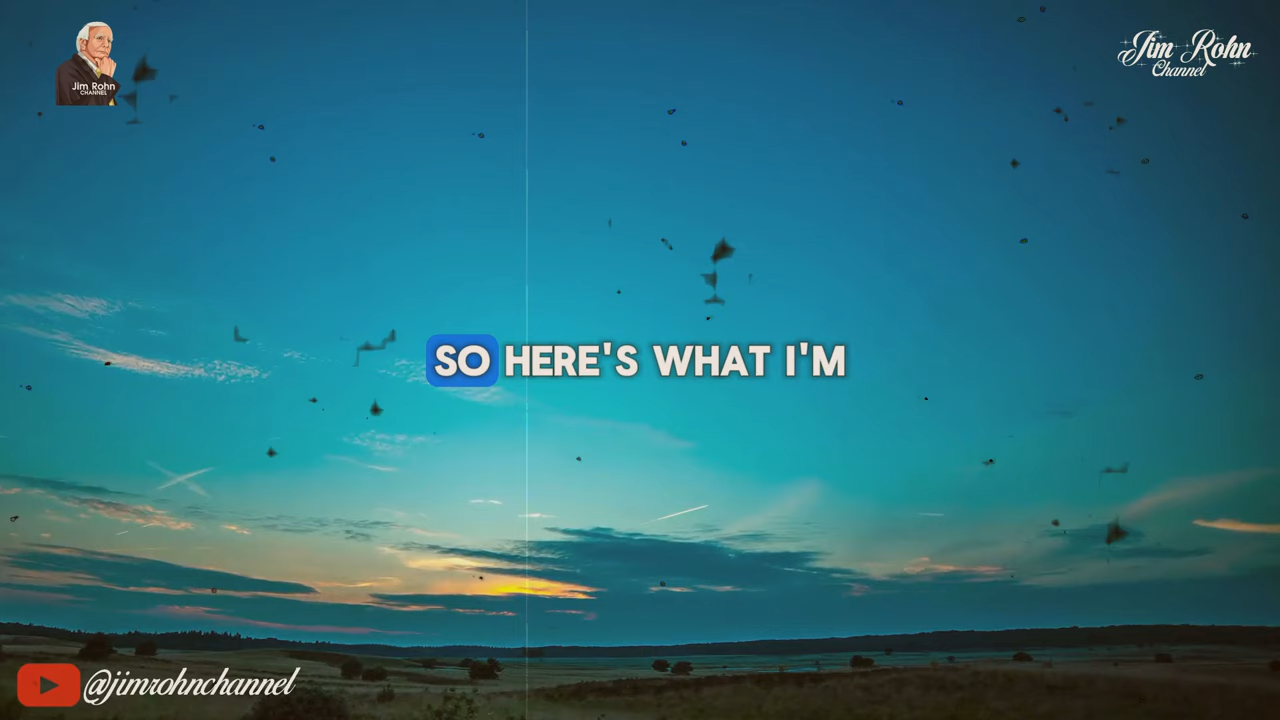 Jim Rohn
CHANNEL
Jim Rohn
Channel
SO HERE'S WHAT I'M
@jimrohnchannel